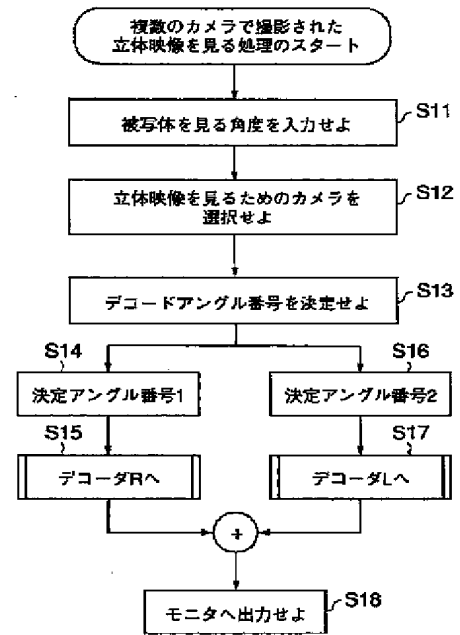 複数のカメラで撮影された
立体映像を見る処理のスタート
被写体を見る角度を入力せよ
S11
立体映像を見るためのカメラを
選択せよ
S12
デコードアングル番号を決定せよ
S13
S14
決定アングル番号1
S16
決定アングル番号2
S15
デコーダRへ
S17
デコーダLへ
+
モニタへ出力せよ
S18